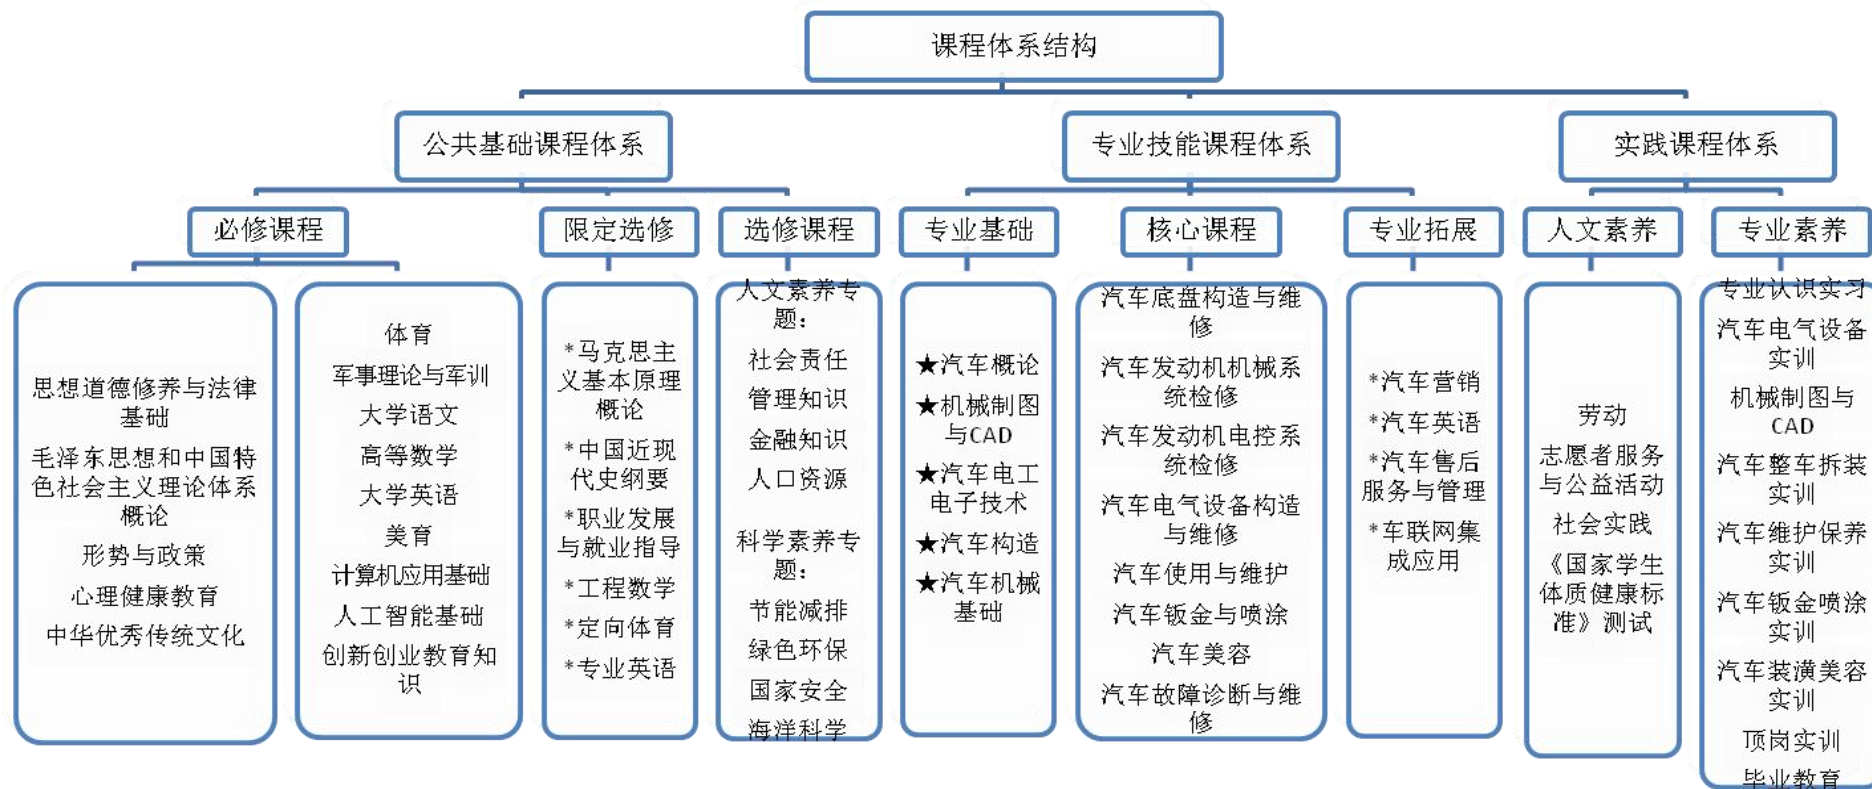 课程体系结构
公共基础课程体系
专业技能课程体系
实践课程体系
必修课程
限定选修
选修课程
专业基础
核心课程
专业拓展
人文素养
专业素养
思想道德修养与法律
基础
毛泽东思想和中国特
色社会主义理论体系
概论
形势与政策
心理健康教育
中华优秀传统文化
体育
军事理论与军训
大学语文
高等数学
大学英语
美育
计算机应用基础
人工智能基础
创新创业教育知
识
*马克思主
义基本原理
概论
*中国近现
代史纲要
*职业发展
与就业指导
*工程数学
*定向体育
*专业英语
人文素养专
题：
社会责任
管理知识
金融知识
人口资源
科学素养专
题：
节能减排
绿色环保
国家安全
海洋科学
★汽车概论
★机械制图
与CAD
★汽车电工
电子技术
★汽车构造
★汽车机械
基础
汽车底盘构造与维
修
汽车发动机机械系
统检修
汽车发动机电控系
统检修
汽车电气设备构造
与维修
汽车使用与维护
汽车钣金与喷涂
汽车美容
汽车故障诊断与维
修
*汽车营销
*汽车英语
*汽车售后
服务与管理
*车联网集
成应用
劳动
志愿者服务
与公益活动
社会实践
《国家学生
体质健康标
准》测试
专业认识实习
汽车电气设备
实训
机械制图与
CAD
汽车整车拆装
实训
汽车维护保养
实训
汽车钣金喷涂
实训
汽车装潢美容
实训
顶岗实训
毕业教育